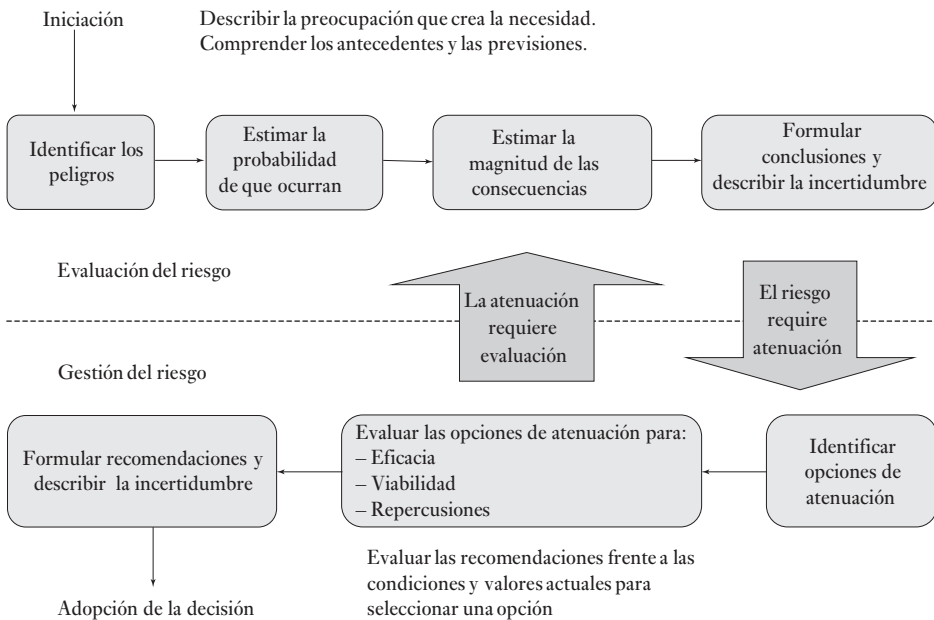 Iniciación
Describir la preocupación que crea la necesidad.
Comprender los antecedentes y las previsiones.
Identificar los
peligros
Estimar la
probabilidad
de que ocurran
Estimar la
magnitud de las
consecuencias
Formular
conclusiones y
describir la incertidumbre
Evaluación del riesgo
La atenuación
requiere
evaluación
El riesgo
require
atenuación
Gestión del riesgo
Formular recomendaciones y
describir la incertidumbre
Evaluar las opciones de atenuación para:
– Eficacia
– Viabilidad
– Repercusiones
Identificar
opciones de
atenuación
Evaluar las recomendaciones frente a las
condiciones y valores actuales para
seleccionar una opción
Adopción de la decisión